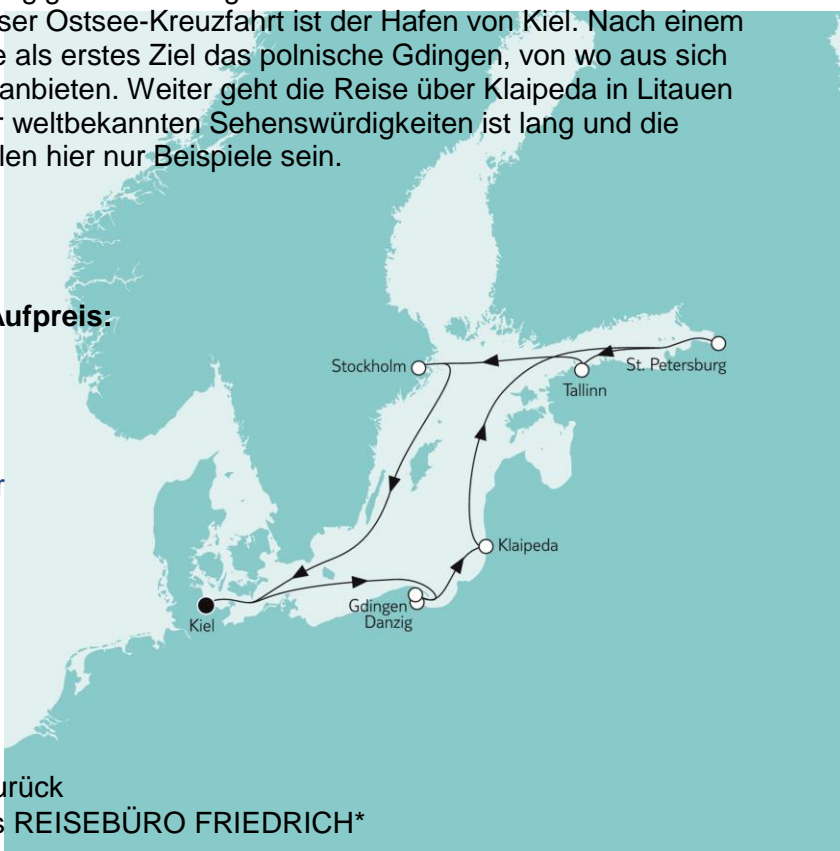 ser Ostsee-Kreuzfahrt ist der Hafen von Kiel. Nach einem
e als erstes Ziel das polnische Gdingen, von wo aus sich
anbieten. Weiter geht die Reise über Klaipeda in Litauen
r weltbekannten Sehenswürdigkeiten ist lang und die
len hier nur Beispiele sein.
Aufpreis:
Stockholm
St. Petersburg
Tallinn
r
Klaipeda
Gdingen
Danzig
Kiel
urück
s REISEBÜRO FRIEDRICH*